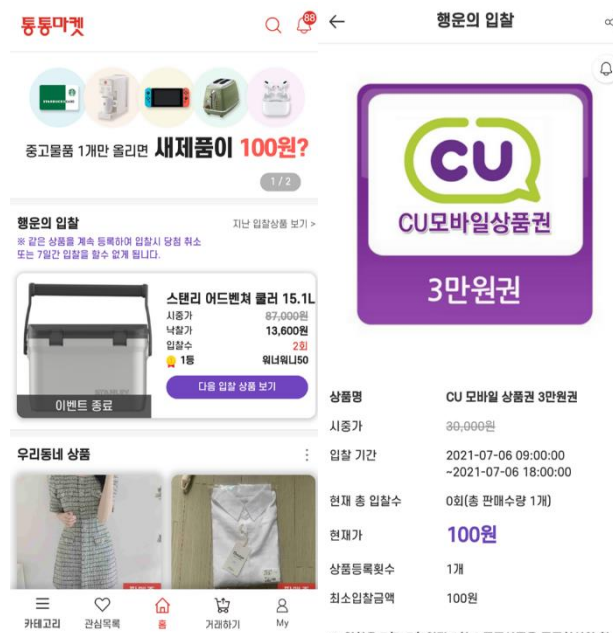 통통마켓
88
STARBUCKS
중고물품 1개만 올리면 새제품이 100원?
1 / 2
행운의 입찰
지난 입찰상품 보기 >
※ 같은 상품을 계속 등록하여 입찰시 당첨 취소
또는 7일간 입찰을 할수 없게 됩니다.
스탠리 어드벤쳐 쿨러 15.1L
시중가 87,000원
낙찰가 13,600원
입찰수 2회
1등 워너워니50
다음 입찰 상품 보기
이벤트 종료
우리동네 상품
카테고리
관심목록
홈
거래하기
My
행운의 입찰
CU
CU모바일상품권
3만원권
상품명 CU 모바일 상품권 3만원권
시중가 30,000원
입찰 기간 2021-07-06 09:00:00
~2021-07-06 18:00:00
현재 총 입찰수 0회(총 판매수량 1개)
현재가 100원
상품등록횟수 1개
최소입찰금액 100원